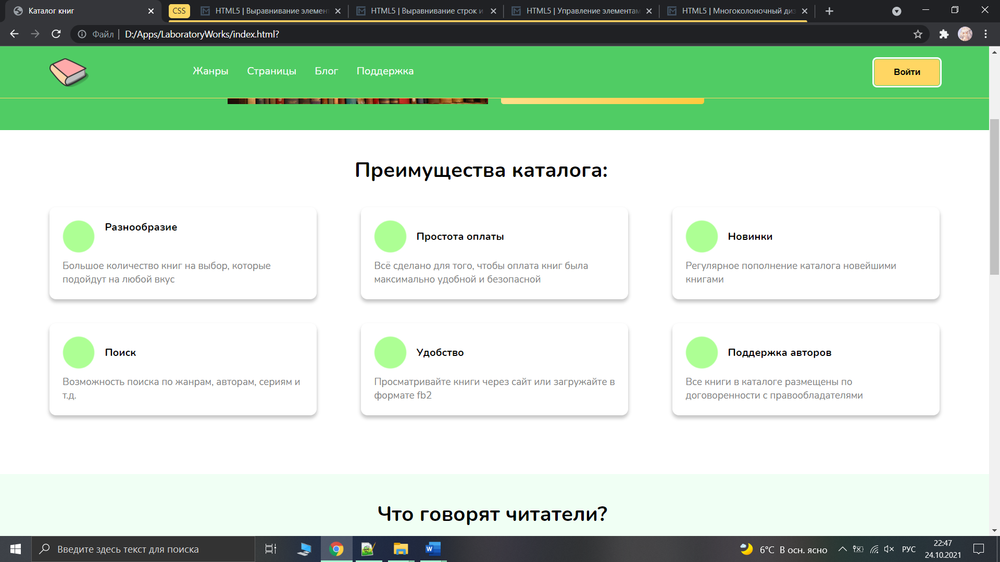 Каталог книг
CSS
HTML5 | Выравнивание элемен
HTML5 | Выравнивание строк и
HTML5 | Управление элементам
HTML5 | Многоколоночный диз
Файл
D:/Apps/LaboratoryWorks/index.html?
Жанры
Страницы
Блог
Поддержка
Войти
Преимущества каталога:
Разнообразие
Большое количество книг на выбор, которые
подойдут на любой вкус
Простота оплаты
Всё сделано для того, чтобы оплата книг была
максимально удобной и безопасной
Новинки
Регулярное пополнение каталога новейшими
книгами
Поиск
Возможность поиска по жанрам, авторам, сериям и
т.д.
Удобство
Просматривайте книги через сайт или загружайте в
формате fb2
Поддержка авторов
Все книги в каталоге размещены по
договоренности с правообладателями
Что говорят читатели?
Введите здесь текст для поиска
6°C В осн. ясно
РУС
22:47
24.10.2021